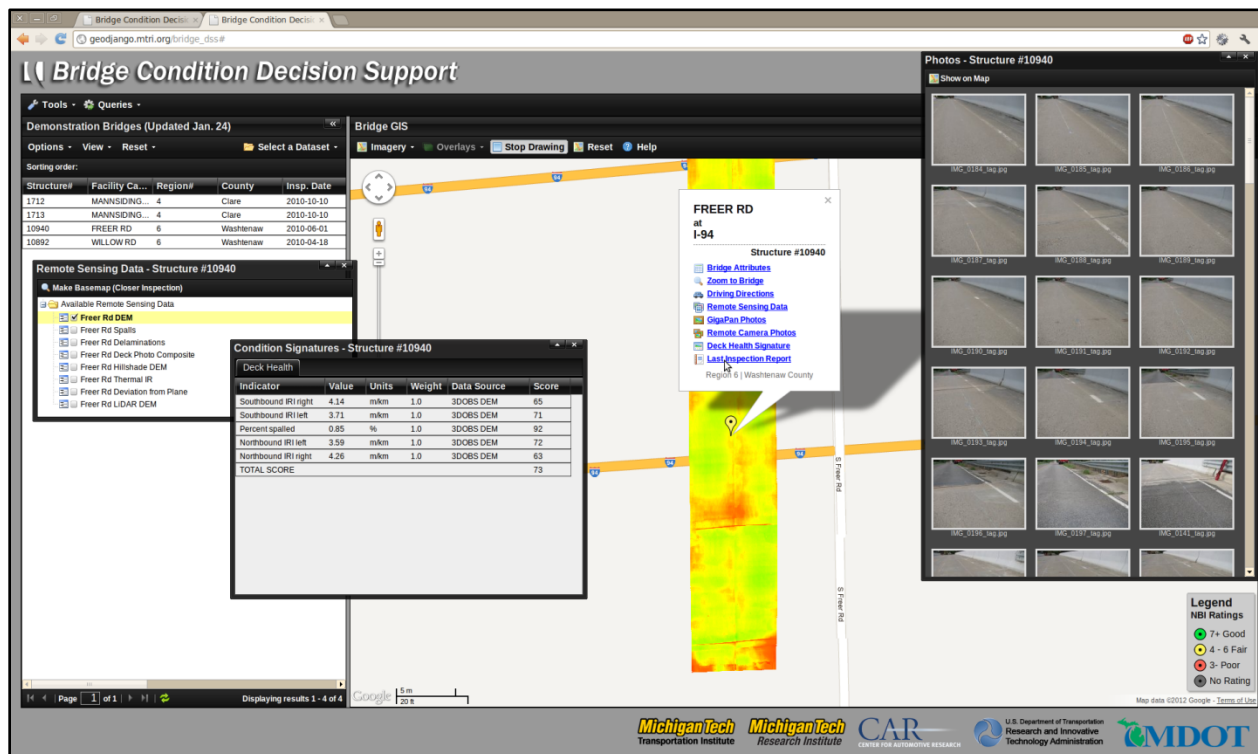 Bridge Condition Decis
Bridge Condition Decisi
geodjango.mtri.org/bridge_dss#
Bridge Condition Decision Support
Tools
Queries
Demonstration Bridges (Updated Jan. 24)
Options View Reset Select a Dataset
Sorting order:
Structure# Facility Ca... Region# County Insp. Date
1712 MANNSIDING... 4 Clare 2010-10-10
1713 MANNSIDING... 4 Clare 2010-10-10
10940 FREER RD 6 Washtenaw 2010-06-01
10892 WILLOW RD 6 Washtenaw 2010-04-18
Remote Sensing Data - Structure #10940
Make Basemap (Closer Inspection)
Available Remote Sensing Data
Freer Rd DEM
Freer Rd Spalls
Freer Rd Delaminations
Freer Rd Deck Photo Composite
Freer Rd Hillshade DEM
Freer Rd Thermal IR
Freer Rd Deviation from Plane
Freer Rd LiDAR DEM
Condition Signatures - Structure #10940
Deck Health
Indicator Value Units Weight Data Source Score
Southbound IRI right 4.14 m/km 1.0 3DOBS DEM 65
Southbound IRI left 3.71 m/km 1.0 3DOBS DEM 71
Percent spalled 0.85 % 1.0 3DOBS DEM 92
Northbound IRI left 3.59 m/km 1.0 3DOBS DEM 72
Northbound IRI right 4.26 m/km 1.0 3DOBS DEM 63
TOTAL SCORE 73
Page 1 of 1 Displaying results 1 - 4 of 4
Bridge GIS
Imagery Overlays Stop Drawing Reset Help
94
94
94
FREER RD
at
I-94
Structure #10940
Bridge Attributes
Zoom to Bridge
Driving Directions
Remote Sensing Data
GigaPan Photos
Remote Camera Photos
Deck Health Signature
Last Inspection Report
Region 6 | Washtenaw County
94
94
94
S Freer Rd
S Freer Rd
Google
5 m
20 ft
Photos - Structure #10940
Show on Map
IMG_0184_tag.jpg IMG_0185_tag.jpg IMG_0186_tag.jpg
IMG_0187_tag.jpg IMG_0188_tag.jpg IMG_0189_tag.jpg
IMG_0190_tag.jpg IMG_0191_tag.jpg IMG_0192_tag.jpg
IMG_0193_tag.jpg IMG_0194_tag.jpg IMG_0195_tag.jpg
IMG_0196_tag.jpg IMG_0197_tag.jpg IMG_0141_tag.jpg
Legend
NBI Ratings
7+ Good
4 - 6 Fair
3- Poor
No Rating
Map data ©2012 Google - Terms of Use
MichiganTech
Transportation Institute
MichiganTech
Research Institute
CAR
CENTER FOR AUTOMOTIVE RESEARCH
U.S. Department of Transportation
Research and Innovative
Technology Administration
MDOT